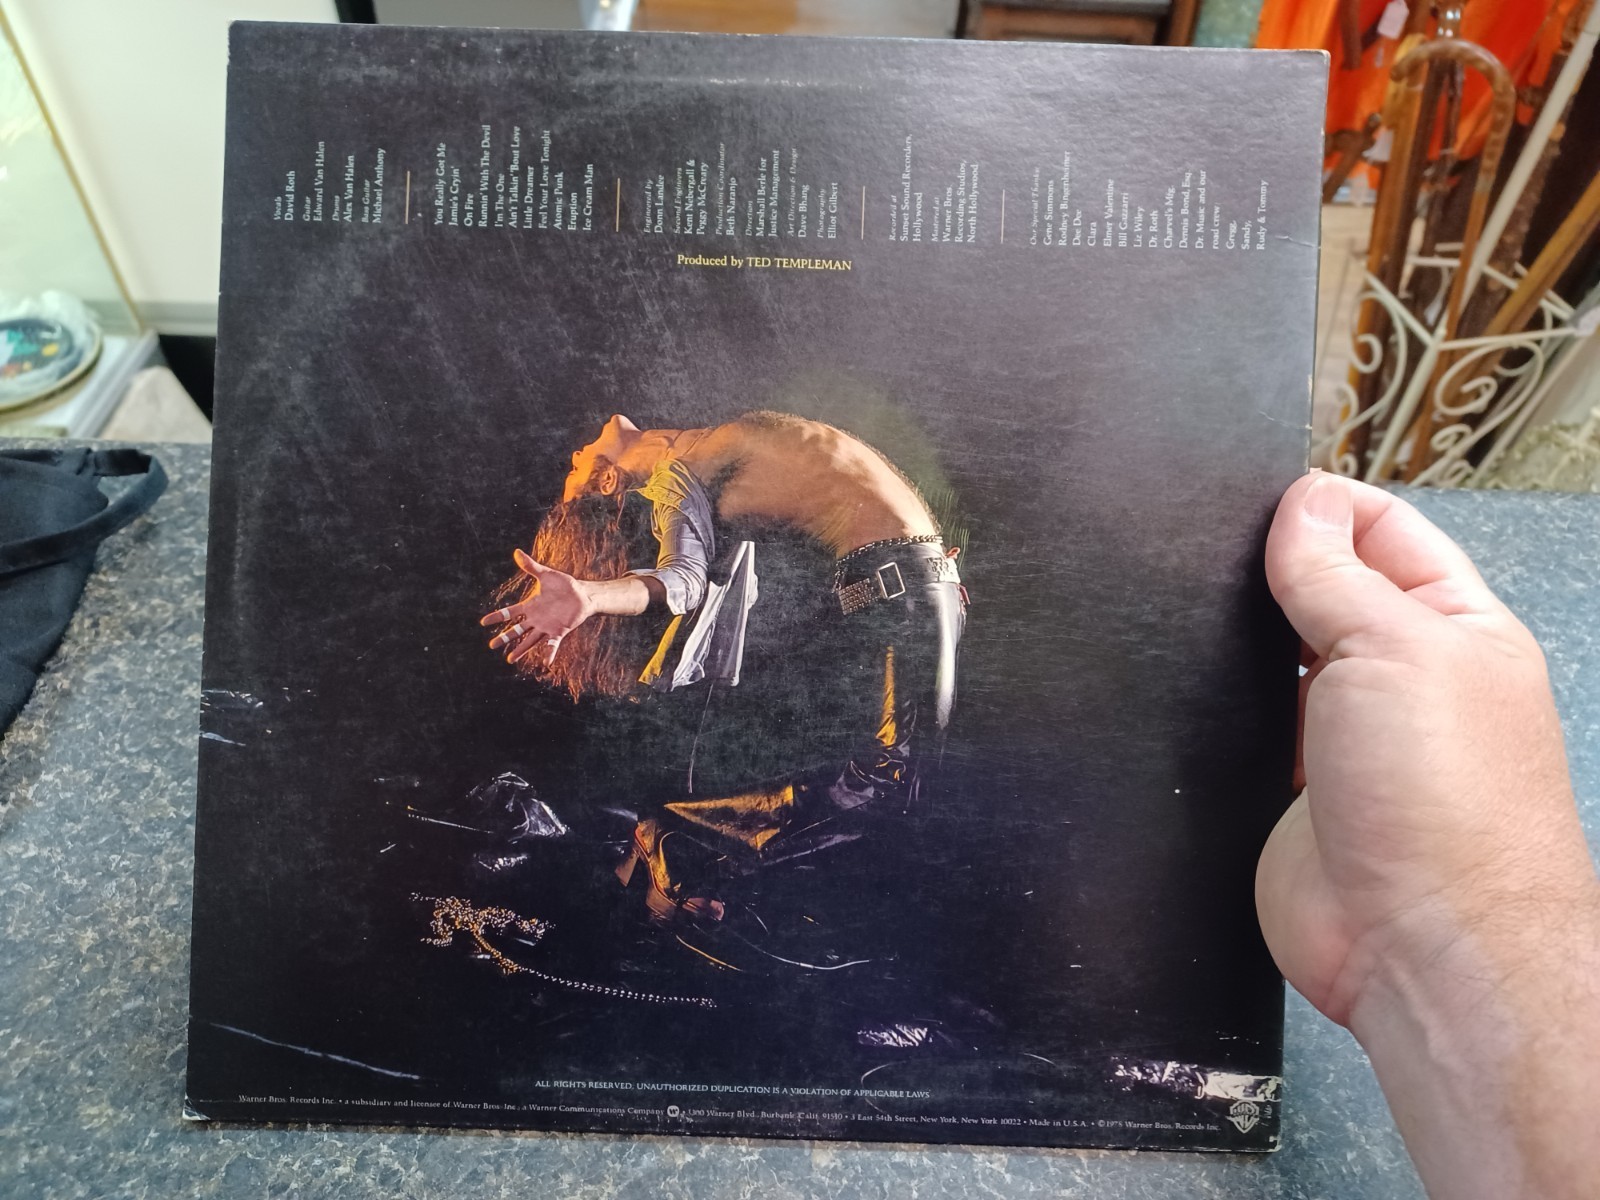 Vocals
David Roth
Guitar
Edward Van Halen
Drums
Alex Van Halen
Bass Guitar
Michael Anthony
You Really Got Me
Jamie's Cryin'
On Fire
Runnin' With The Devil
I'm The One
Ain't Talkin' 'Bout Love
Little Dreamer
Feel Your Love Tonight
Atomic Punk
Eruption
Ice Cream Man
Engineered by
Donn Landee
Second Engineers
Kent Nebergall &
Peggy McCreary
Production Coordinator
Beth Naranjo
Direction
Marshall Berle for
Justice Management
Art Direction & Design
Dave Bhang
Photography
Elliot Gilbert
Recorded at
Sunset Sound Recorders,
Hollywood
Mastered at
Warner Bros.
Recording Studios,
North Hollywood
Our Special Thanks
Gene Simmons
Rodney Bingenheimer
Dee Dee
Clara
Elmer Valentine
Bill Gazzarri
Liz Wiley
Dr. Roth
Charvel's Mfg.
Dennis Bond, Esq.
Dr. Music and our
road crew:
Gregg,
Sandy,
Rudy & Tommy
Produced by TED TEMPLEMAN
ALL RIGHTS RESERVED. UNAUTHORIZED DUPLICATION IS A VIOLATION OF APPLICABLE LAWS
Warner Bros. Records Inc. • a subsidiary and licensee of Warner Bros. Inc., a Warner Communications Company • 3300 Warner Blvd., Burbank, Calif. 91510 • 3 East 54th Street, New York, New York 10022 • Made in U.S.A. • © 1978 Warner Bros. Records Inc.